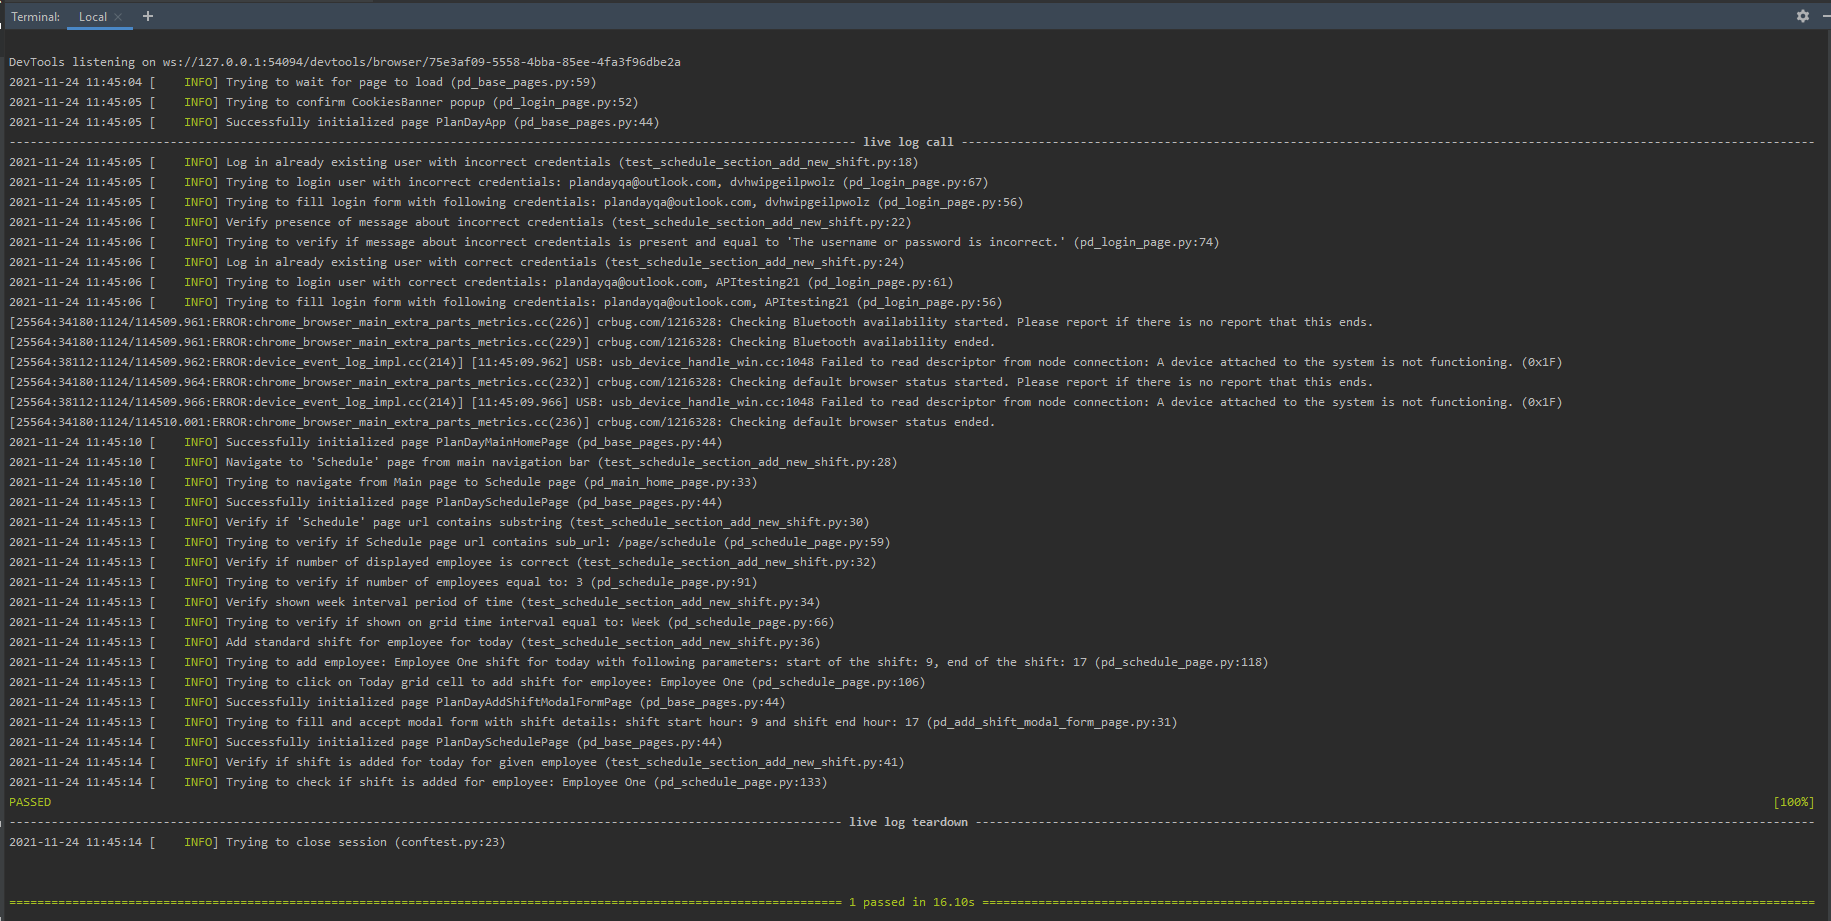 Terminal: Local × +
DevTools listening on ws://127.0.0.1:54094/devtools/browser/75e3af09-5558-4bba-85ee-4fa3f96dbe2a
2021-11-24 11:45:04 [    INFO] Trying to wait for page to load (pd_base_pages.py:59)
2021-11-24 11:45:05 [    INFO] Trying to confirm CookiesBanner popup (pd_login_page.py:52)
2021-11-24 11:45:05 [    INFO] Successfully initialized page PlanDayApp (pd_base_pages.py:44)
live log call
2021-11-24 11:45:05 [    INFO] Log in already existing user with incorrect credentials (test_schedule_section_add_new_shift.py:18)
2021-11-24 11:45:05 [    INFO] Trying to login user with incorrect credentials: plandayqa@outlook.com, dvhwipgeilpwolz (pd_login_page.py:67)
2021-11-24 11:45:05 [    INFO] Trying to fill login form with following credentials: plandayqa@outlook.com, dvhwipgeilpwolz (pd_login_page.py:56)
2021-11-24 11:45:06 [    INFO] Verify presence of message about incorrect credentials (test_schedule_section_add_new_shift.py:22)
2021-11-24 11:45:06 [    INFO] Trying to verify if message about incorrect credentials is present and equal to 'The username or password is incorrect.' (pd_login_page.py:74)
2021-11-24 11:45:06 [    INFO] Log in already existing user with correct credentials (test_schedule_section_add_new_shift.py:24)
2021-11-24 11:45:06 [    INFO] Trying to login user with correct credentials: plandayqa@outlook.com, APItesting21 (pd_login_page.py:61)
2021-11-24 11:45:06 [    INFO] Trying to fill login form with following credentials: plandayqa@outlook.com, APItesting21 (pd_login_page.py:56)
[25564:34180:1124/114509.961:ERROR:chrome_browser_main_extra_parts_metrics.cc(226)] crbug.com/1216328: Checking Bluetooth availability started. Please report if there is no report that this ends.
[25564:34180:1124/114509.961:ERROR:chrome_browser_main_extra_parts_metrics.cc(229)] crbug.com/1216328: Checking Bluetooth availability ended.
[25564:38112:1124/114509.962:ERROR:device_event_log_impl.cc(214)] [11:45:09.962] USB: usb_device_handle_win.cc:1048 Failed to read descriptor from node connection: A device attached to the system is not functioning. (0x1F)
[25564:34180:1124/114509.964:ERROR:chrome_browser_main_extra_parts_metrics.cc(232)] crbug.com/1216328: Checking default browser status started. Please report if there is no report that this ends.
[25564:38112:1124/114509.966:ERROR:device_event_log_impl.cc(214)] [11:45:09.966] USB: usb_device_handle_win.cc:1048 Failed to read descriptor from node connection: A device attached to the system is not functioning. (0x1F)
[25564:34180:1124/114510.001:ERROR:chrome_browser_main_extra_parts_metrics.cc(236)] crbug.com/1216328: Checking default browser status ended.
2021-11-24 11:45:10 [    INFO] Successfully initialized page PlanDayMainHomePage (pd_base_pages.py:44)
2021-11-24 11:45:10 [    INFO] Navigate to 'Schedule' page from main navigation bar (test_schedule_section_add_new_shift.py:28)
2021-11-24 11:45:10 [    INFO] Trying to navigate from Main page to Schedule page (pd_main_home_page.py:33)
2021-11-24 11:45:13 [    INFO] Successfully initialized page PlanDaySchedulePage (pd_base_pages.py:44)
2021-11-24 11:45:13 [    INFO] Verify if 'Schedule' page url contains substring (test_schedule_section_add_new_shift.py:30)
2021-11-24 11:45:13 [    INFO] Trying to verify if Schedule page url contains sub_url: /page/schedule (pd_schedule_page.py:59)
2021-11-24 11:45:13 [    INFO] Verify if number of displayed employee is correct (test_schedule_section_add_new_shift.py:32)
2021-11-24 11:45:13 [    INFO] Trying to verify if number of employees equal to: 3 (pd_schedule_page.py:91)
2021-11-24 11:45:13 [    INFO] Verify shown week interval period of time (test_schedule_section_add_new_shift.py:34)
2021-11-24 11:45:13 [    INFO] Trying to verify if shown on grid time interval equal to: Week (pd_schedule_page.py:66)
2021-11-24 11:45:13 [    INFO] Add standard shift for employee for today (test_schedule_section_add_new_shift.py:36)
2021-11-24 11:45:13 [    INFO] Trying to add employee: Employee One shift for today with following parameters: start of the shift: 9, end of the shift: 17 (pd_schedule_page.py:118)
2021-11-24 11:45:13 [    INFO] Trying to click on Today grid cell to add shift for employee: Employee One (pd_schedule_page.py:106)
2021-11-24 11:45:13 [    INFO] Successfully initialized page PlanDayAddShiftModalFormPage (pd_base_pages.py:44)
2021-11-24 11:45:13 [    INFO] Trying to fill and accept modal form with shift details: shift start hour: 9 and shift end hour: 17 (pd_add_shift_modal_form_page.py:31)
2021-11-24 11:45:14 [    INFO] Successfully initialized page PlanDaySchedulePage (pd_base_pages.py:44)
2021-11-24 11:45:14 [    INFO] Verify if shift is added for today for given employee (test_schedule_section_add_new_shift.py:41)
2021-11-24 11:45:14 [    INFO] Trying to check if shift is added for employee: Employee One (pd_schedule_page.py:133)
PASSED [100%]
live log teardown
2021-11-24 11:45:14 [    INFO] Trying to close session (conftest.py:23)
1 passed in 16.10s